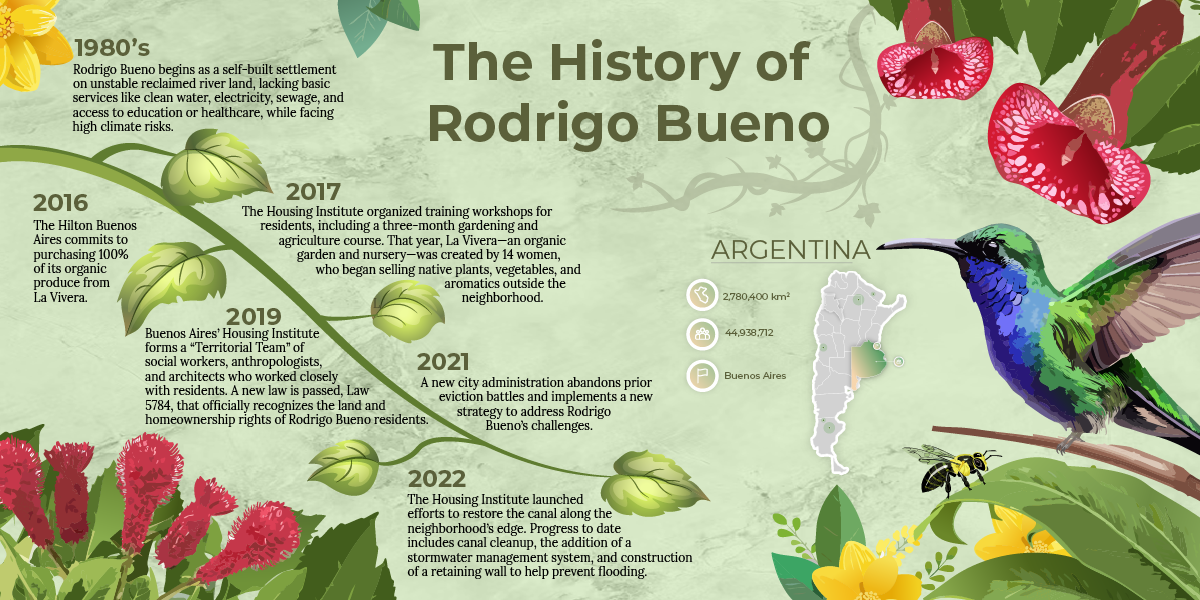 The History of
Rodrigo Bueno
1980’s
Rodrigo Bueno begins as a self-built settlement
on unstable reclaimed river land, lacking basic
services like clean water, electricity, sewage, and
access to education or healthcare, while facing
high climate risks.
2016
The Hilton Buenos
Aires commits to
purchasing 100%
of its organic
produce from
La Vivera.
2017
The Housing Institute organized training workshops for
residents, including a three-month gardening and
agriculture course. That year, La Vivera—an organic
garden and nursery—was created by 14 women,
who began selling native plants, vegetables, and
aromatics outside the
neighborhood.
2019
Buenos Aires’ Housing Institute
forms a “Territorial Team” of
social workers, anthropologists,
and architects who worked closely
with residents. A new law is passed, Law
5784, that officially recognizes the land and
homeownership rights of Rodrigo Bueno residents.
2021
A new city administration abandons prior
eviction battles and implements a new
strategy to address Rodrigo
Bueno’s challenges.
2022
The Housing Institute launched
efforts to restore the canal along the
neighborhood’s edge. Progress to date
includes canal cleanup, the addition of a
stormwater management system, and construction
of a retaining wall to help prevent flooding.
ARGENTINA
2,780,400 km²
44,938,712
Buenos Aires